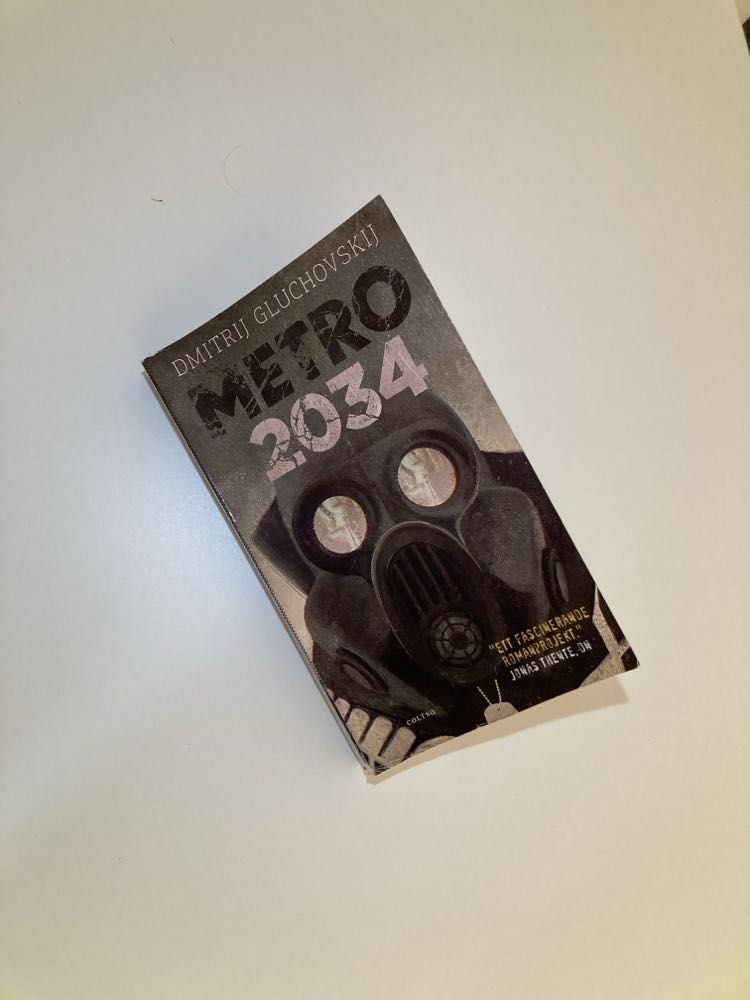 DMITRIJ GLUCHOVSKIJ
METRO
2034
"ETT FASCINERANDE
ROMANPROJEKT."
JONAS THENTE, DN
COLTSO